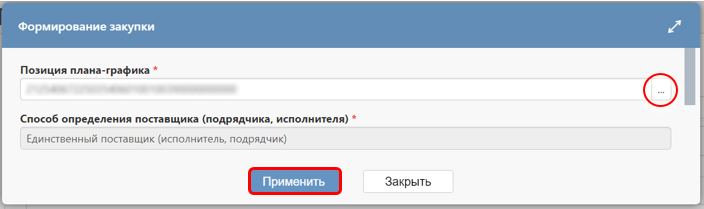 Формирование закупки
Позиция плана-графика *
...
Способ определения поставщика (подрядчика, исполнителя) *
Единственный поставщик (исполнитель, подрядчик)
Применить Закрыть